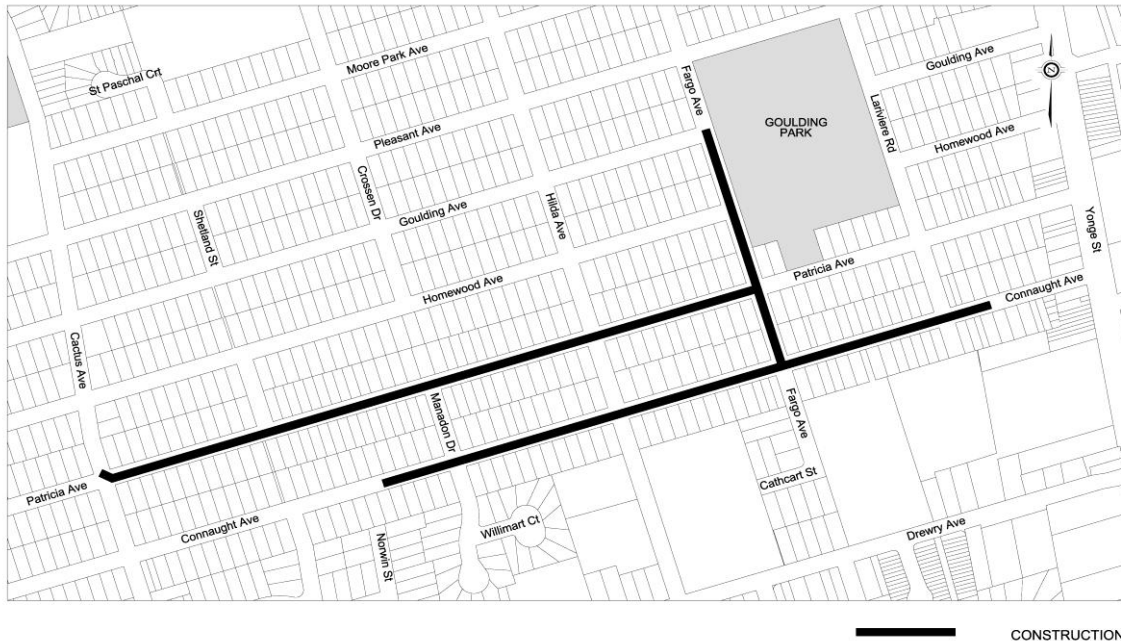 St Paschal Crt
Moore Park Ave
Pleasant Ave
Fargo Ave
GOULDING
PARK
Goulding Ave
Lariviere Rd
Homewood Ave
Z
Shetland St
Crossen Dr
Goulding Ave
Hilda Ave
Patricia Ave
Yonge St
Connaught Ave
Cactus Ave
Homewood Ave
Manadon Dr
Fargo Ave
Patricia Ave
Connaught Ave
Norwin St
Willimart Ct
Cathcart St
Drewry Ave
CONSTRUCTION